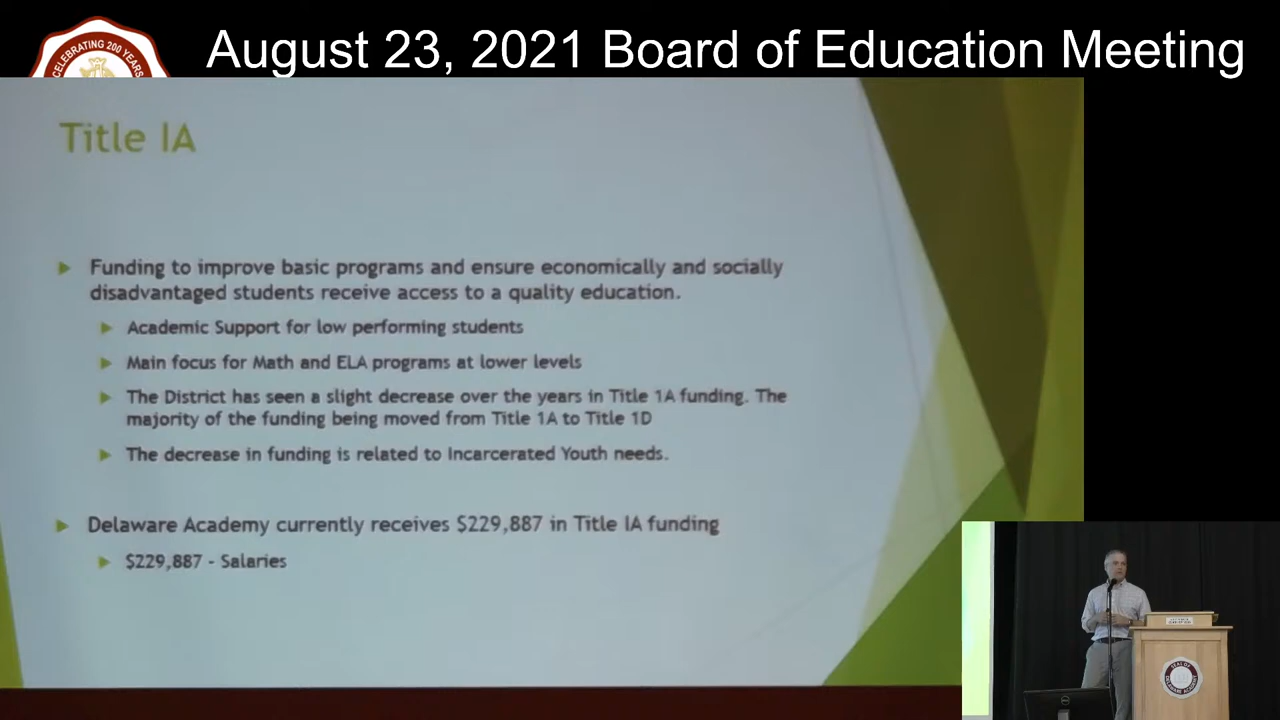 CELEBRATING 200 YEARS
August 23, 2021 Board of Education Meeting
Title IA
Funding to improve basic programs and ensure economically and socially
disadvantaged students receive access to a quality education.
Academic Support for low performing students
Main focus for Math and ELA programs at lower levels
The District has seen a slight decrease over the years in Title 1A funding. The
majority of the funding being moved from Title 1A to Title 1D
The decrease in funding is related to Incarcerated Youth needs.
Delaware Academy currently receives $229,887 in Title IA funding
$229,887 - Salaries
DELAWARE ACADEMY
DELL